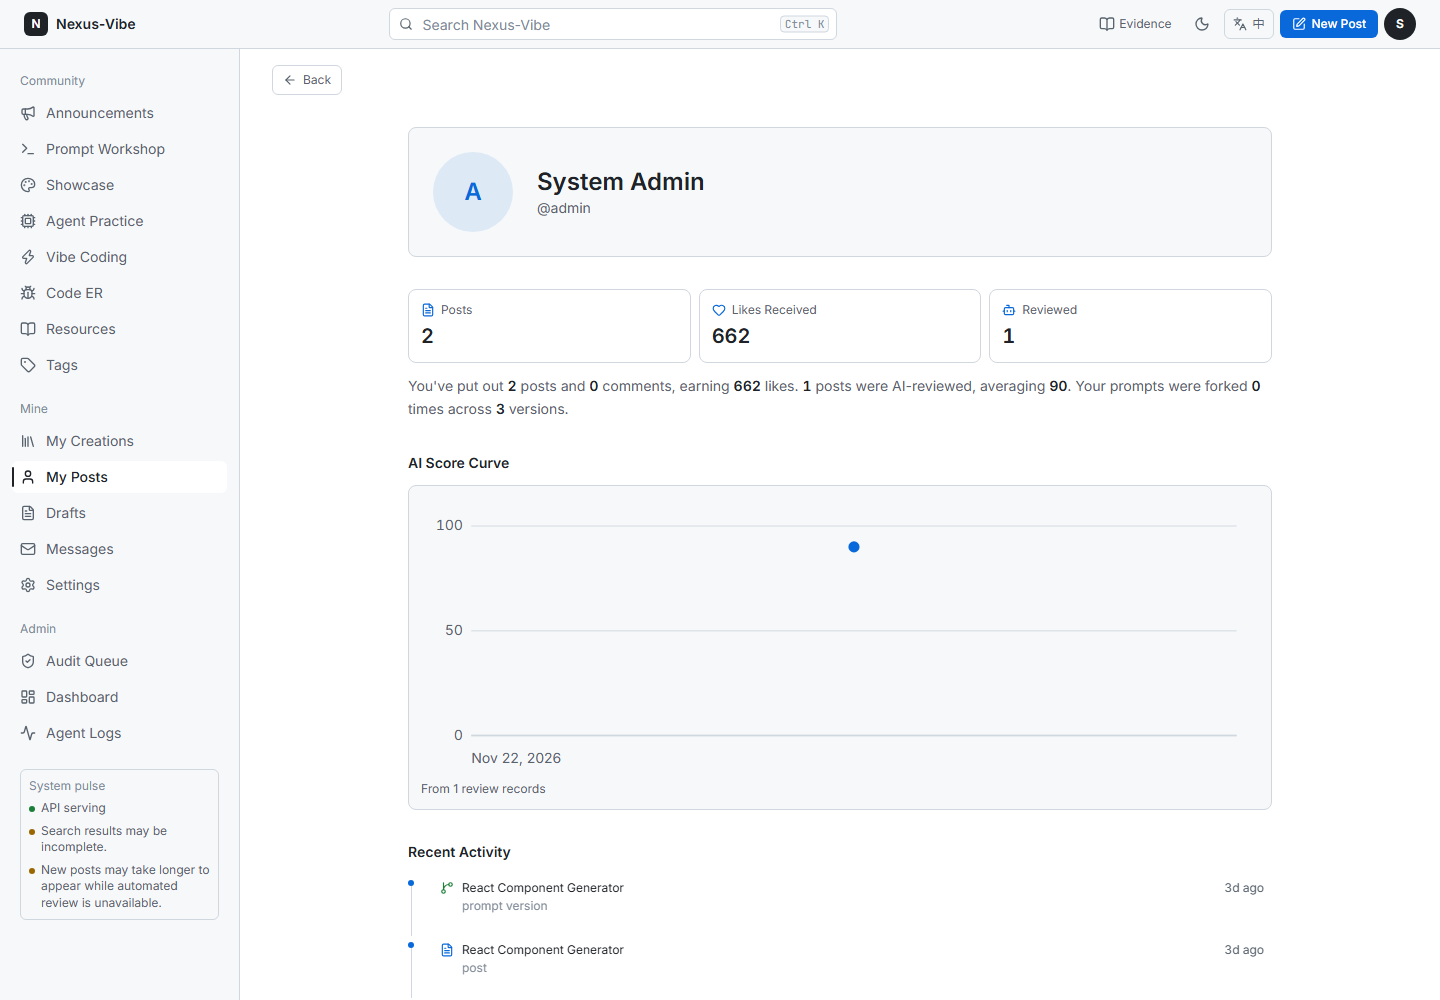 N Nexus-Vibe
Search Nexus-Vibe Ctrl K
Evidence
中
New Post
S
Community
Announcements
Prompt Workshop
Showcase
Agent Practice
Vibe Coding
Code ER
Resources
Tags
Mine
My Creations
My Posts
Drafts
Messages
Settings
Admin
Audit Queue
Dashboard
Agent Logs
System pulse
API serving
Search results may be
incomplete.
New posts may take longer to
appear while automated
review is unavailable.
Back
A
System Admin
@admin
Posts
2
Likes Received
662
Reviewed
1
You've put out 2 posts and 0 comments, earning 662 likes. 1 posts were AI-reviewed, averaging 90. Your prompts were forked 0
times across 3 versions.
AI Score Curve
100
50
0
Nov 22, 2026
From 1 review records
Recent Activity
React Component Generator 3d ago
prompt version
React Component Generator 3d ago
post